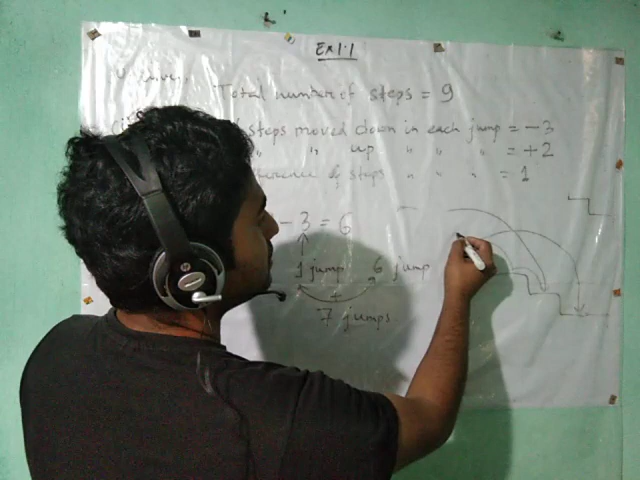 Ex 1.1
Total number of steps = 9
steps moved down in each jump = -3
" up " " " = +2
of steps " " " = 1
- 3 = 6
1 jump 6 jump
+
7 jumps